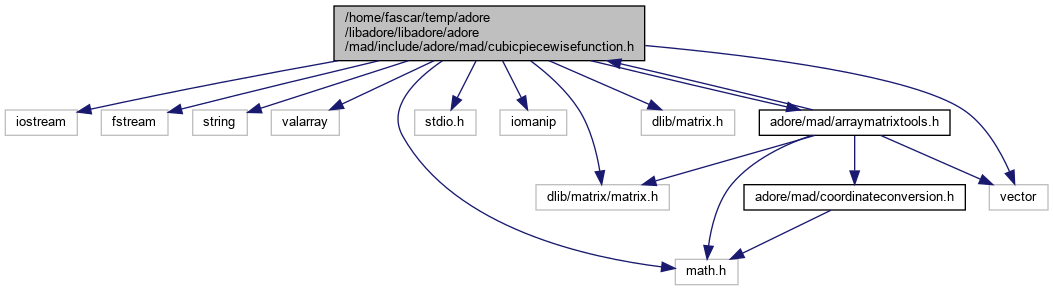 /home/fascar/temp/adore
/libadore/libadore/adore
/mad/include/adore/mad/cubicpiecewisefunction.h
iostream
fstream
string
valarray
stdio.h
iomanip
dlib/matrix.h
adore/mad/arraymatrixtools.h
dlib/matrix/matrix.h
adore/mad/coordinateconversion.h
vector
math.h